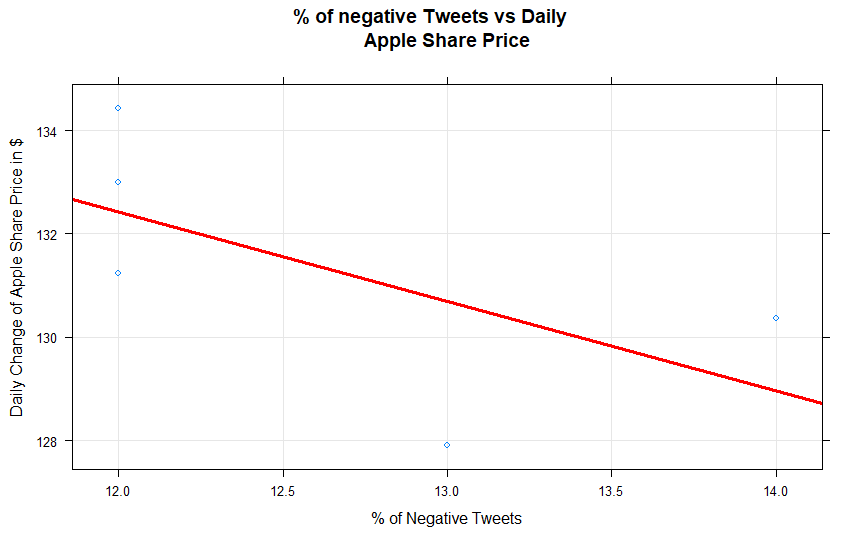 % of negative Tweets vs Daily
Apple Share Price
Daily Change of Apple Share Price in $
134
132
130
128
12.0 12.5 13.0 13.5 14.0
% of Negative Tweets